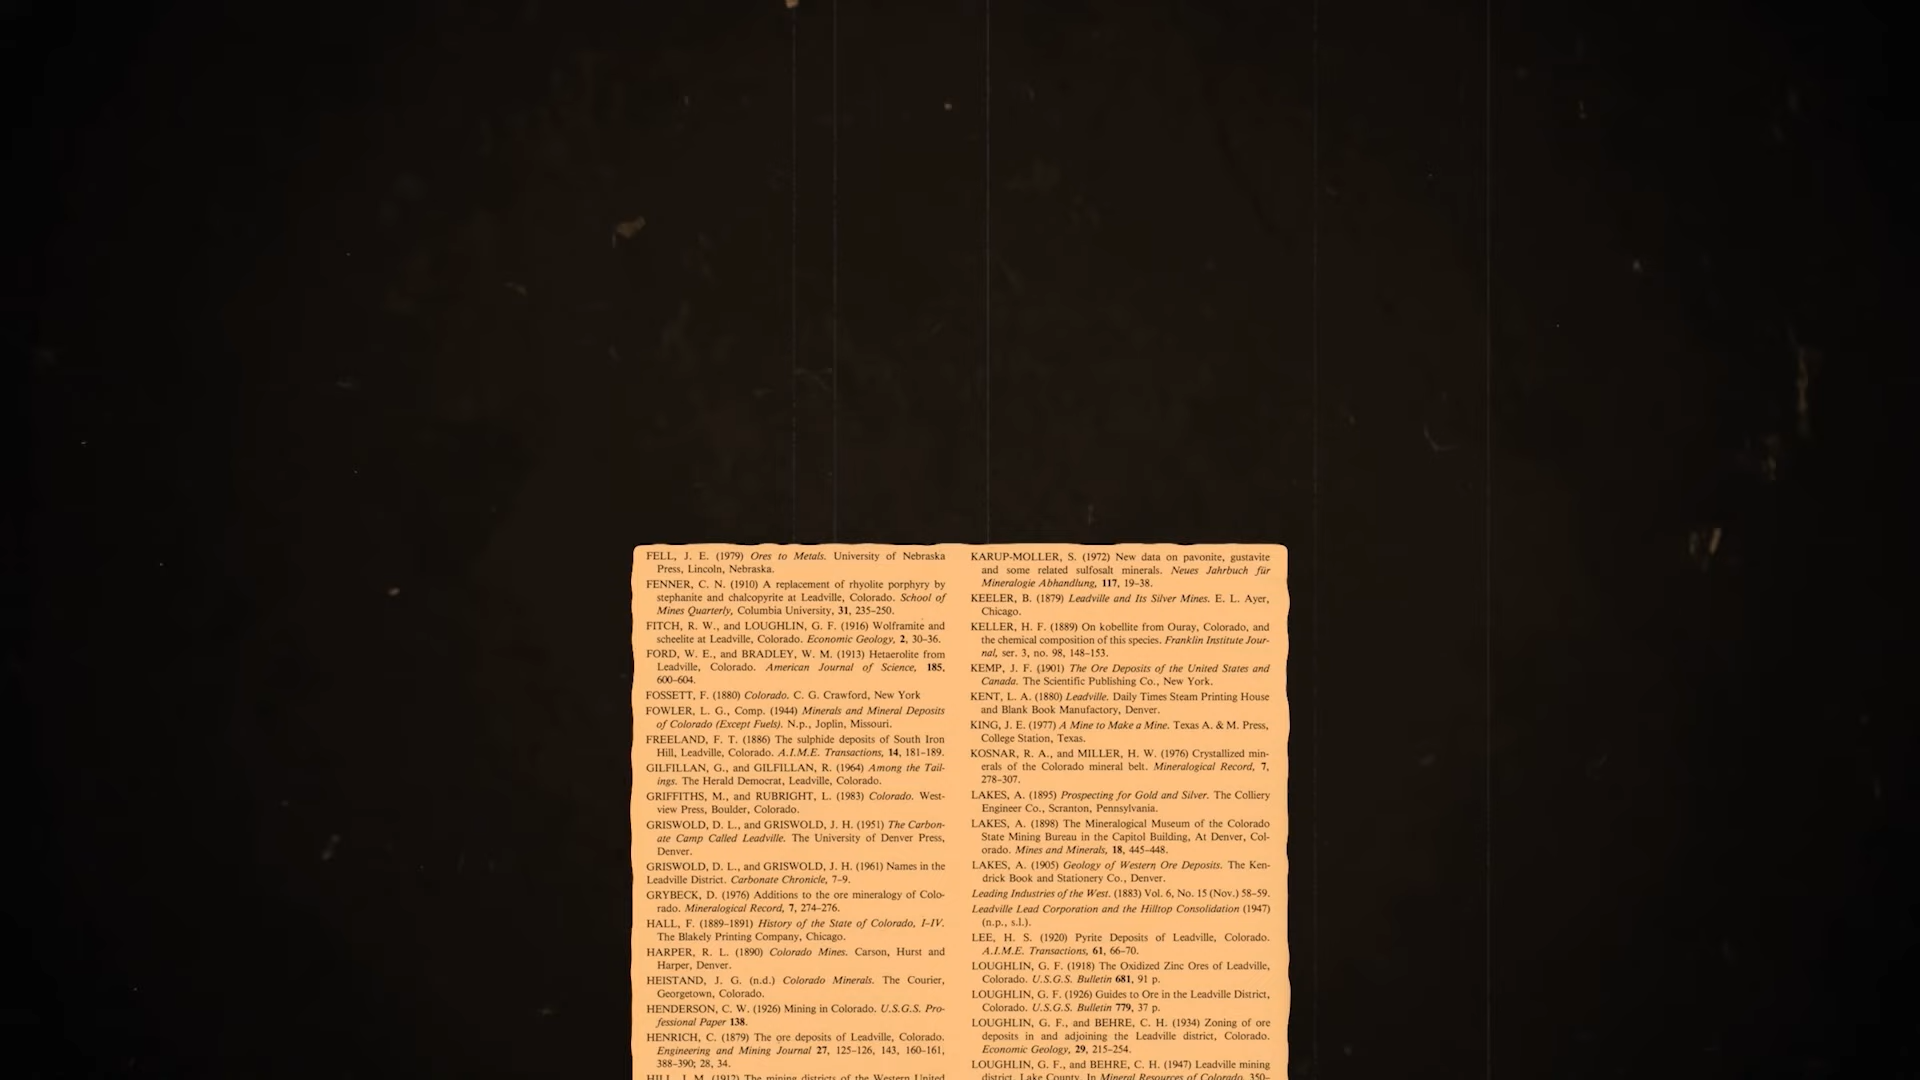 FELL, J. E. (1979) Ores to Metals. University of Nebraska
Press, Lincoln, Nebraska.
FENNER, C. N. (1910) A replacement of rhyolite porphyry by
stephanite and chalcopyrite at Leadville, Colorado. School of
Mines Quarterly, Columbia University, 31, 235–250.
FITCH, R. W., and LOUGHLIN, G. F. (1916) Wolframite and
scheelite at Leadville, Colorado. Economic Geology, 2, 30–36.
FORD, W. E., and BRADLEY, W. M. (1913) Hetaerolite from
Leadville, Colorado. American Journal of Science, 185,
600–604.
FOSSETT, F. (1880) Colorado. C. G. Crawford, New York
FOWLER, L. G., Comp. (1944) Minerals and Mineral Deposits
of Colorado (Except Fuels). N.p., Joplin, Missouri.
FREELAND, F. T. (1886) The sulphide deposits of South Iron
Hill, Leadville, Colorado. A.I.M.E. Transactions, 14, 181–189.
GILFILLAN, G., and GILFILLAN, R. (1964) Among the Tail-
ings. The Herald Democrat, Leadville, Colorado.
GRIFFITHS, M., and RUBRIGHT, L. (1983) Colorado. West-
view Press, Boulder, Colorado.
GRISWOLD, D. L., and GRISWOLD, J. H. (1951) The Carbon-
ate Camp Called Leadville. The University of Denver Press,
Denver.
GRISWOLD, D. L., and GRISWOLD, J. H. (1961) Names in the
Leadville District. Carbonate Chronicle, 7–9.
GRYBECK, D. (1976) Additions to the ore mineralogy of Colo-
rado. Mineralogical Record, 7, 274–276.
HALL, F. (1889–1891) History of the State of Colorado, I–IV.
The Blakely Printing Company, Chicago.
HARPER, R. L. (1890) Colorado Mines. Carson, Hurst and
Harper, Denver.
HEISTAND, J. G. (n.d.) Colorado Minerals. The Courier,
Georgetown, Colorado.
HENDERSON, C. W. (1926) Mining in Colorado. U.S.G.S. Pro-
fessional Paper 138.
HENRICH, C. (1879) The ore deposits of Leadville, Colorado.
Engineering and Mining Journal 27, 125–126, 143, 160–161,
388–390; 28, 34.
HILL, J. M. (1912) The mining districts of the Western United
KARUP-MOLLER, S. (1972) New data on pavonite, gustavite
and some related sulfosalt minerals. Neues Jahrbuch für
Mineralogie Abhandlung, 117, 19–38.
KEELER, B. (1879) Leadville and Its Silver Mines. E. L. Ayer,
Chicago.
KELLER, H. F. (1889) On kobellite from Ouray, Colorado, and
the chemical composition of this species. Franklin Institute Jour-
nal, ser. 3, no. 98, 148–153.
KEMP, J. F. (1901) The Ore Deposits of the United States and
Canada. The Scientific Publishing Co., New York.
KENT, L. A. (1880) Leadville. Daily Times Steam Printing House
and Blank Book Manufactory, Denver.
KING, J. E. (1977) A Mine to Make a Mine. Texas A. & M. Press,
College Station, Texas.
KOSNAR, R. A., and MILLER, H. W. (1976) Crystallized min-
erals of the Colorado mineral belt. Mineralogical Record, 7,
278–307.
LAKES, A. (1895) Prospecting for Gold and Silver. The Colliery
Engineer Co., Scranton, Pennsylvania.
LAKES, A. (1898) The Mineralogical Museum of the Colorado
State Mining Bureau in the Capitol Building, At Denver, Col-
orado. Mines and Minerals, 18, 445–448.
LAKES, A. (1905) Geology of Western Ore Deposits. The Ken-
drick Book and Stationery Co., Denver.
Leading Industries of the West. (1883) Vol. 6, No. 15 (Nov.) 58–59.
Leadville Lead Corporation and the Hilltop Consolidation (1947)
(n.p., s.l.).
LEE, H. S. (1920) Pyrite Deposits of Leadville, Colorado.
A.I.M.E. Transactions, 61, 66–70.
LOUGHLIN, G. F. (1918) The Oxidized Zinc Ores of Leadville,
Colorado. U.S.G.S. Bulletin 681, 91 p.
LOUGHLIN, G. F. (1926) Guides to Ore in the Leadville District,
Colorado. U.S.G.S. Bulletin 779, 37 p.
LOUGHLIN, G. F., and BEHRE, C. H. (1934) Zoning of ore
deposits in and adjoining the Leadville district, Colorado.
Economic Geology, 29, 215–254.
LOUGHLIN, G. F., and BEHRE, C. H. (1947) Leadville mining
district, Lake County. In Mineral Resources of Colorado, 350–